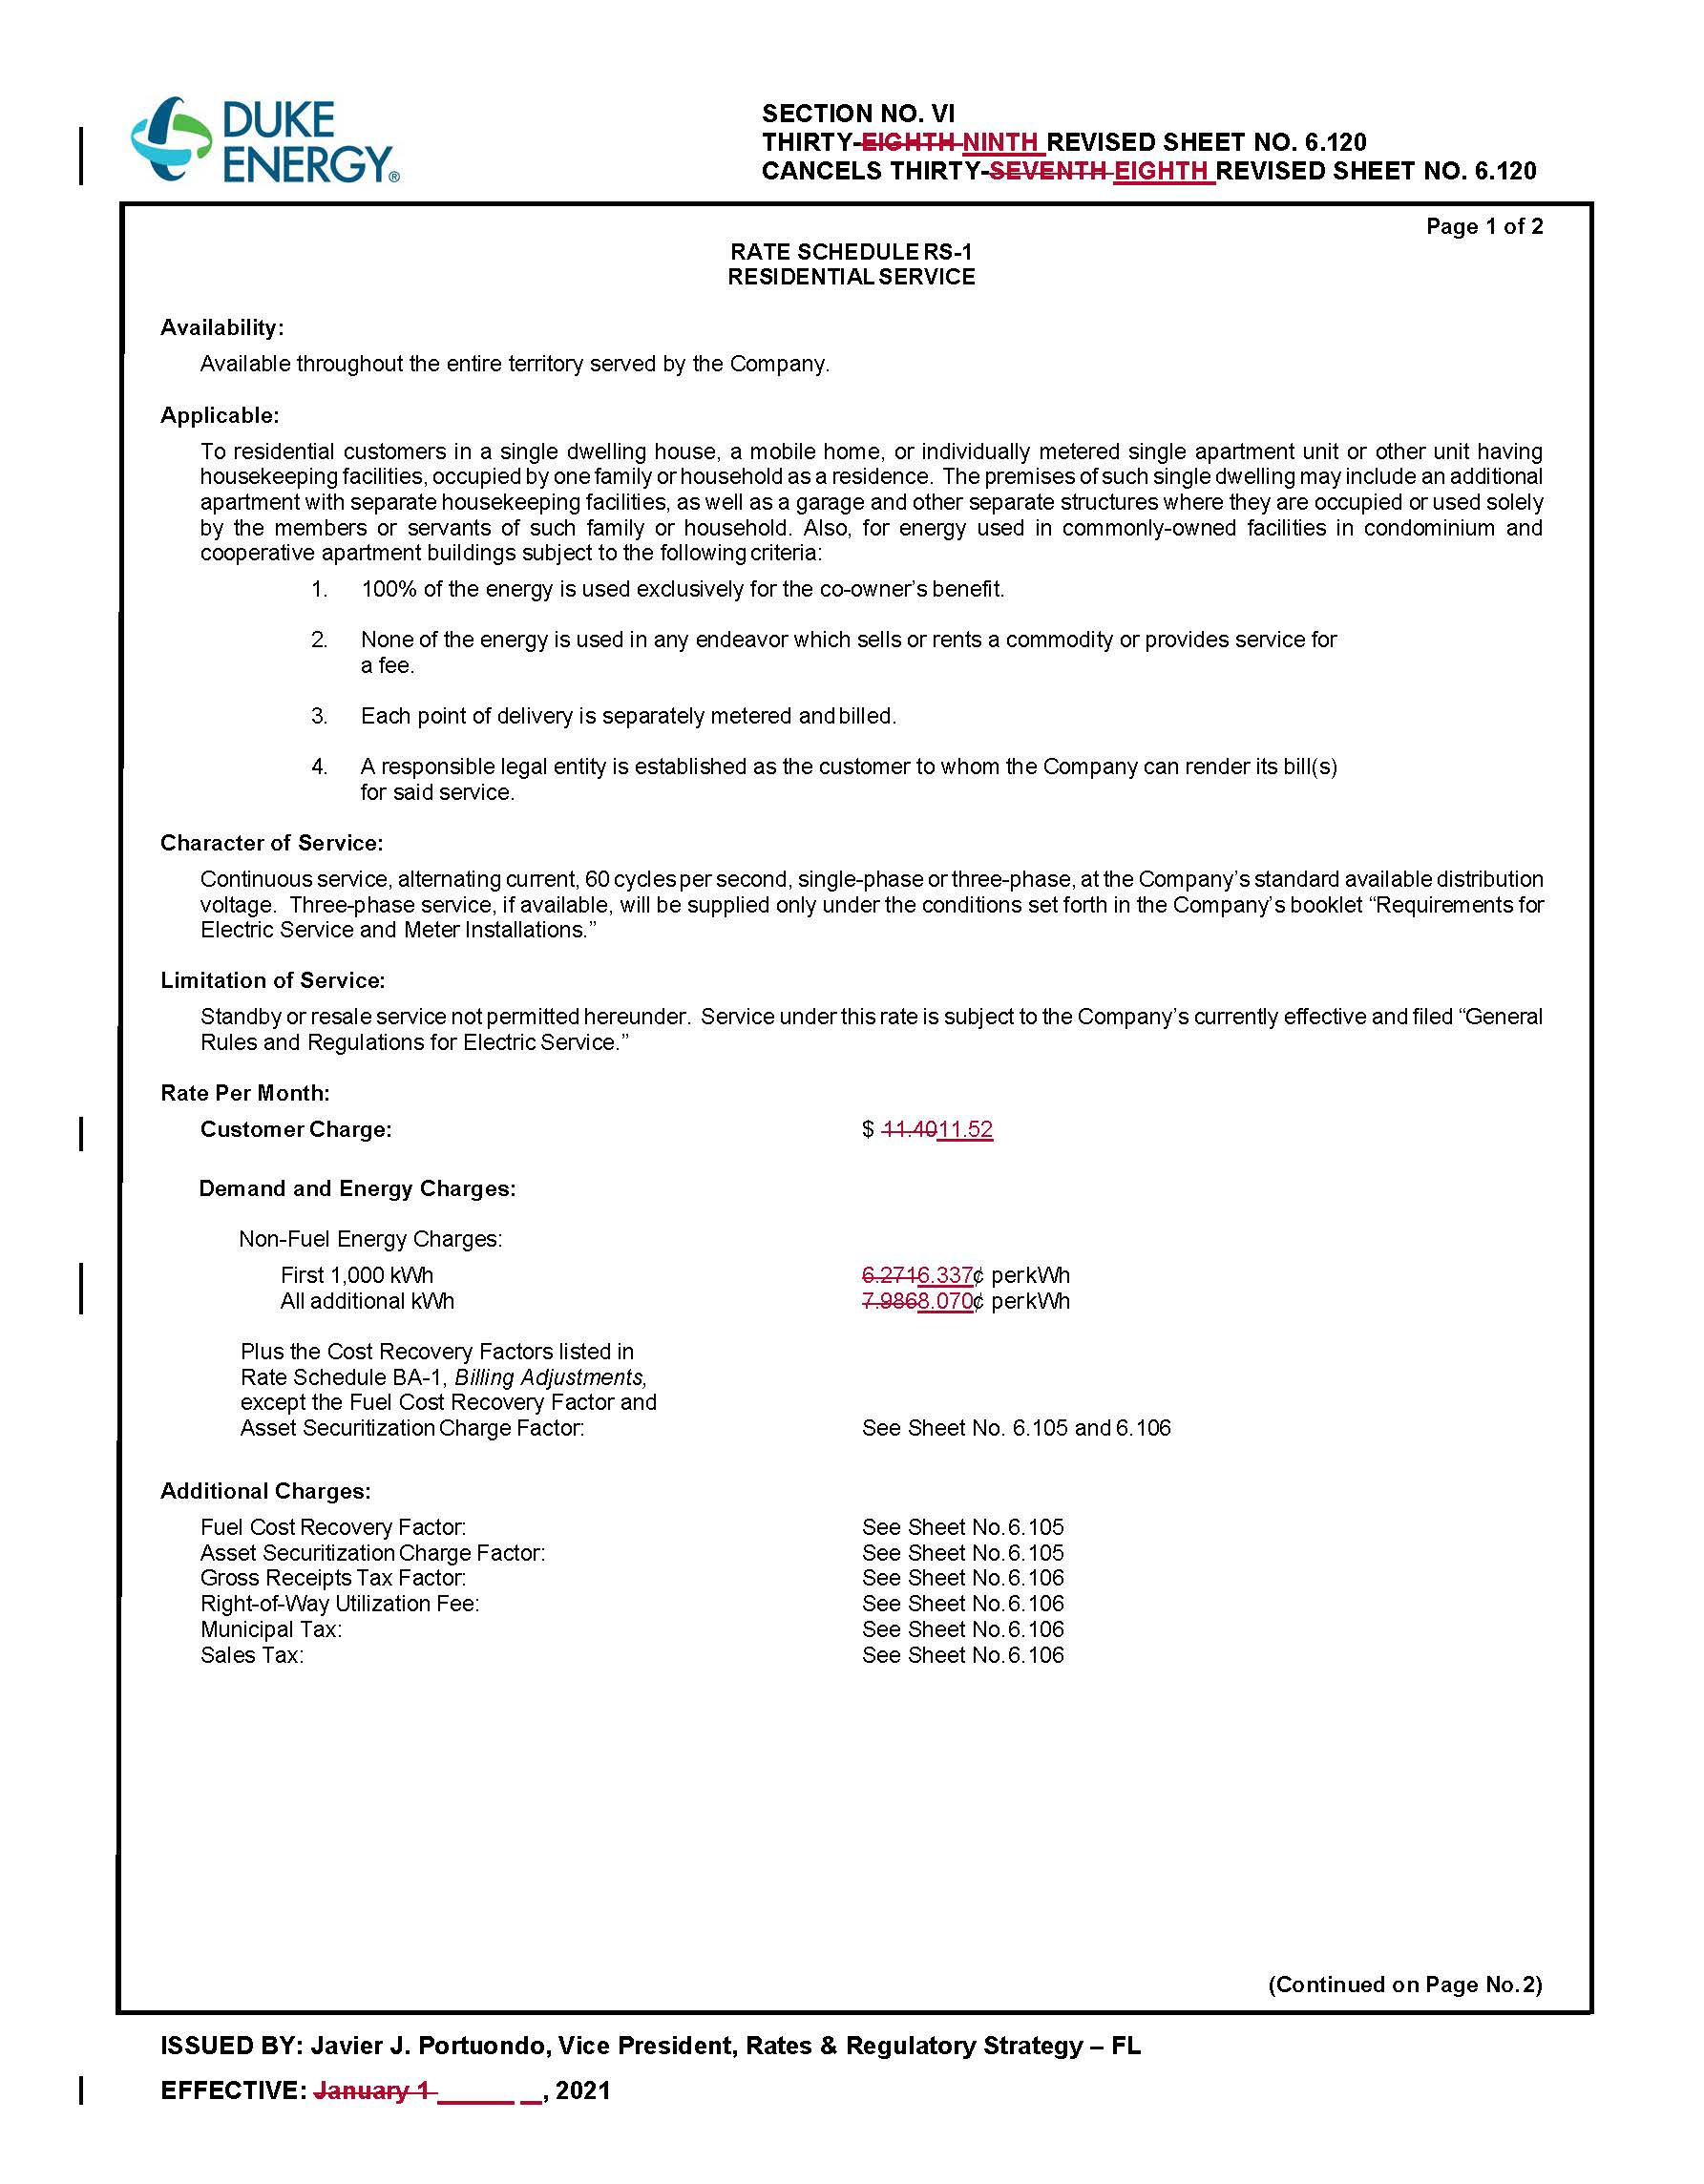 DUKE
ENERGY®
SECTION NO. VI
THIRTY-EIGHTH NINTH REVISED SHEET NO. 6.120
CANCELS THIRTY-SEVENTH EIGHTH REVISED SHEET NO. 6.120
Page 1 of 2
RATE SCHEDULE RS-1
RESIDENTIAL SERVICE
Availability:
Available throughout the entire territory served by the Company.
Applicable:
To residential customers in a single dwelling house, a mobile home, or individually metered single apartment unit or other unit having
housekeeping facilities, occupied by one family or household as a residence. The premises of such single dwelling may include an additional
apartment with separate housekeeping facilities, as well as a garage and other separate structures where they are occupied or used solely
by the members or servants of such family or household. Also, for energy used in commonly-owned facilities in condominium and
cooperative apartment buildings subject to the following criteria:
1. 100% of the energy is used exclusively for the co-owner’s benefit.
2. None of the energy is used in any endeavor which sells or rents a commodity or provides service for
a fee.
3. Each point of delivery is separately metered and billed.
4. A responsible legal entity is established as the customer to whom the Company can render its bill(s)
for said service.
Character of Service:
Continuous service, alternating current, 60 cycles per second, single-phase or three-phase, at the Company’s standard available distribution
voltage. Three-phase service, if available, will be supplied only under the conditions set forth in the Company’s booklet “Requirements for
Electric Service and Meter Installations.”
Limitation of Service:
Standby or resale service not permitted hereunder. Service under this rate is subject to the Company’s currently effective and filed “General
Rules and Regulations for Electric Service.”
Rate Per Month:
Customer Charge: $ 11.4011.52
Demand and Energy Charges:
Non-Fuel Energy Charges:
First 1,000 kWh 6.2716.337¢ per kWh
All additional kWh 7.9868.070¢ per kWh
Plus the Cost Recovery Factors listed in
Rate Schedule BA-1, Billing Adjustments,
except the Fuel Cost Recovery Factor and
Asset Securitization Charge Factor: See Sheet No. 6.105 and 6.106
Additional Charges:
Fuel Cost Recovery Factor: See Sheet No. 6.105
Asset Securitization Charge Factor: See Sheet No. 6.105
Gross Receipts Tax Factor: See Sheet No. 6.106
Right-of-Way Utilization Fee: See Sheet No. 6.106
Municipal Tax: See Sheet No. 6.106
Sales Tax: See Sheet No. 6.106
(Continued on Page No. 2)
ISSUED BY: Javier J. Portuondo, Vice President, Rates & Regulatory Strategy – FL
EFFECTIVE: January 1 _______ __, 2021